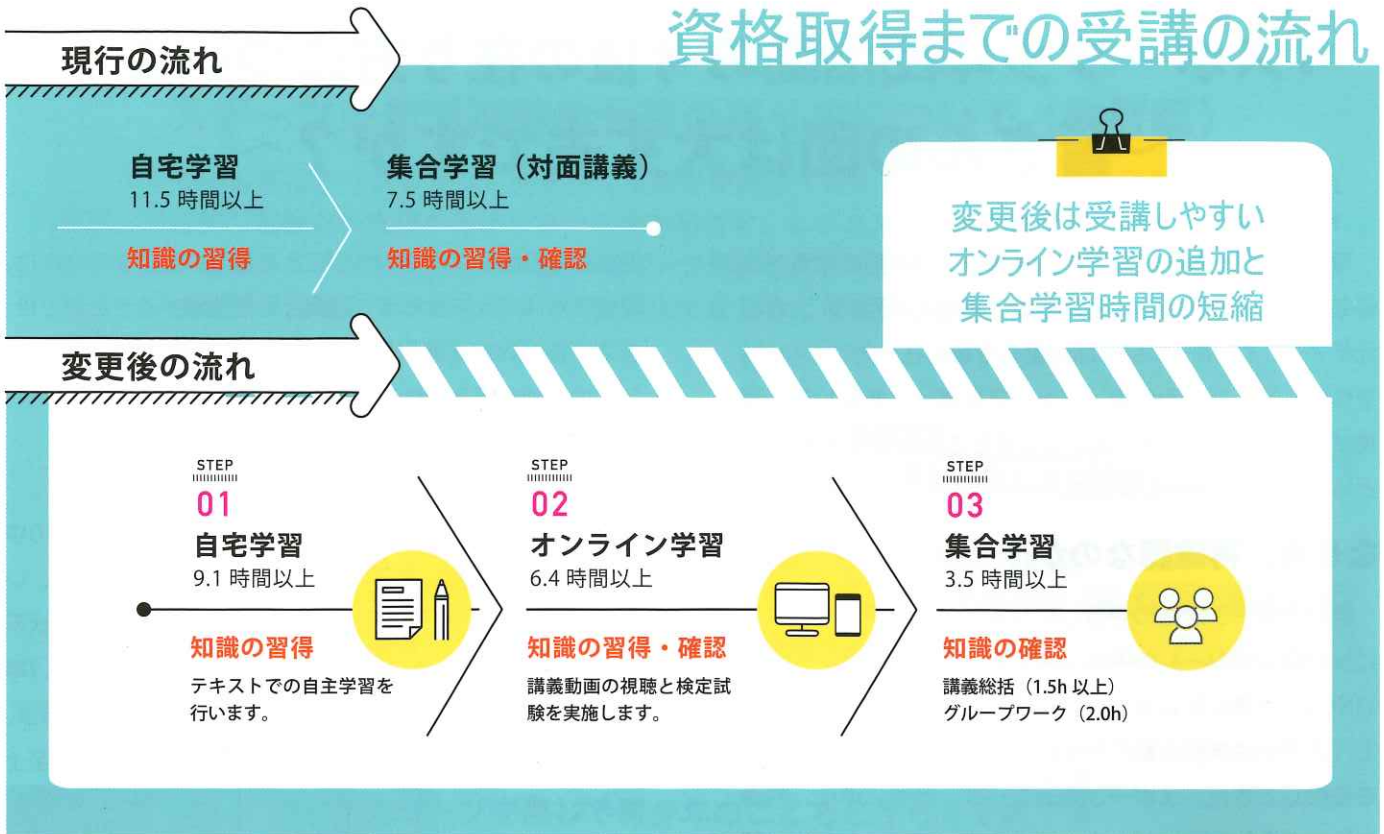 資格取得までの受講の流れ
現行の流れ
自宅学習
11.5 時間以上
知識の習得
集合学習(対面講義)
7.5 時間以上
知識の習得・確認
変更後は受講しやすい
オンライン学習の追加と
集合学習時間の短縮
変更後の流れ
STEP
01
自宅学習
9.1 時間以上
知識の習得
テキストでの自主学習を
行います。
STEP
02
オンライン学習
6.4 時間以上
知識の習得・確認
講義動画の視聴と検定試
験を実施します。
STEP
03
集合学習
3.5 時間以上
知識の確認
講義総括(1.5h 以上)
グループワーク(2.0h)